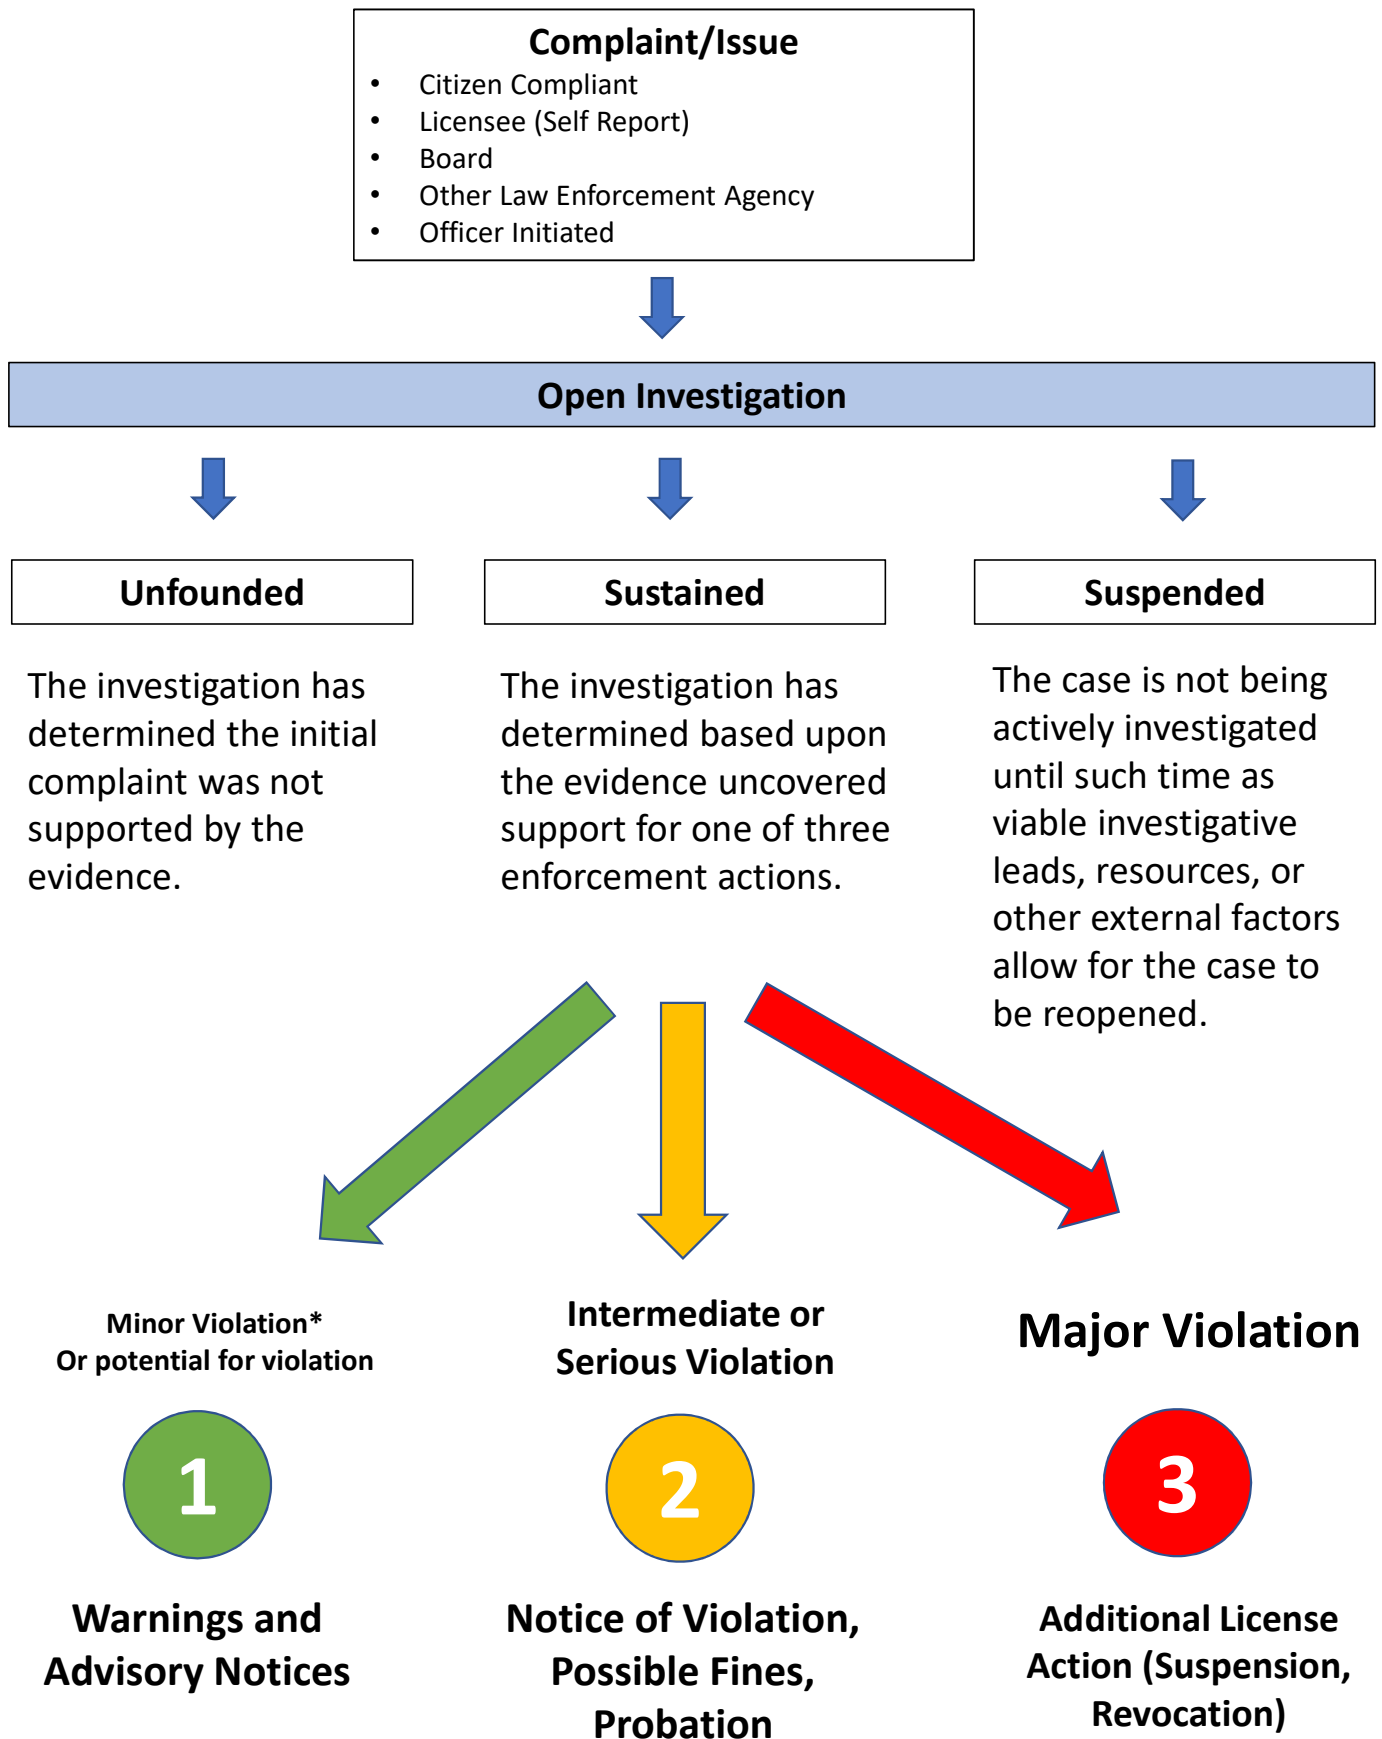 Complaint/Issue
• Citizen Compliant
• Licensee (Self Report)
• Board
• Other Law Enforcement Agency
• Officer Initiated
Open Investigation
Unfounded
The investigation has
determined the initial
complaint was not
supported by the
evidence.
Sustained
The investigation has
determined based upon
the evidence uncovered
support for one of three
enforcement actions.
Suspended
The case is not being
actively investigated
until such time as
viable investigative
leads, resources, or
other external factors
allow for the case to
be reopened.
Minor Violation*
Or potential for violation
1
Warnings and
Advisory Notices
Intermediate or
Serious Violation
2
Notice of Violation,
Possible Fines,
Probation
Major Violation
3
Additional License
Action (Suspension,
Revocation)